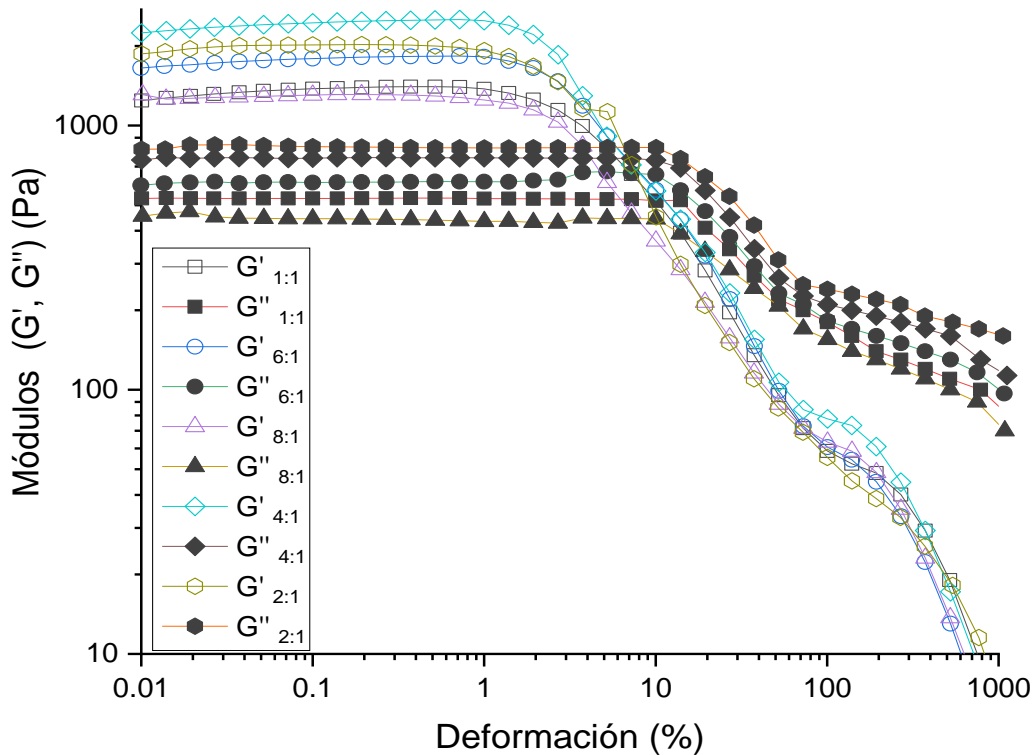 Módulos (G', G'') (Pa)
1000
100
10
G' 1:1
G'' 1:1
G' 6:1
G'' 6:1
G' 8:1
G'' 8:1
G' 4:1
G'' 4:1
G' 2:1
G'' 2:1
0.01 0.1 1 10 100 1000
Deformación (%)